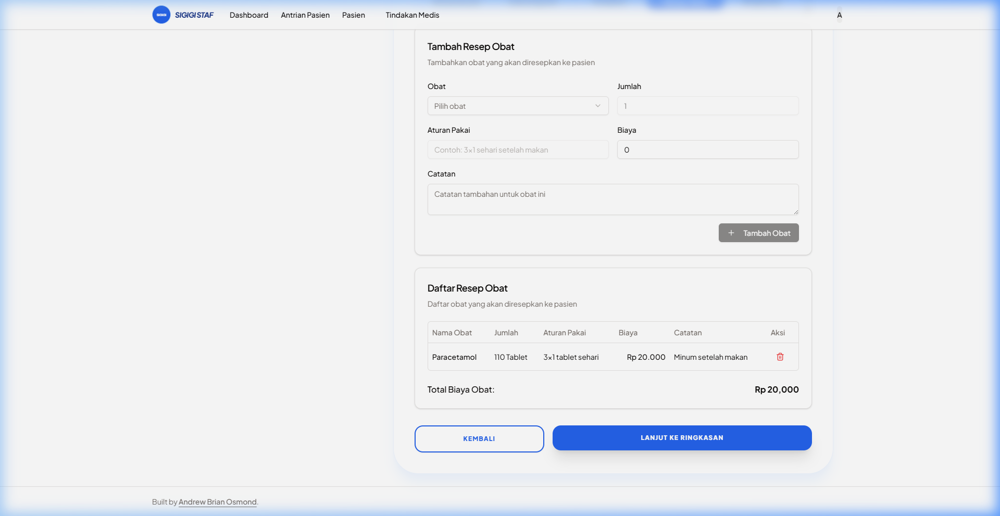 SIGIGI SIGIGI STAF Dashboard Antrian Pasien Pasien Tindakan Medis A
Tambah Resep Obat
Tambahkan obat yang akan diresepkan ke pasien
Obat Jumlah
Pilih obat 1
Aturan Pakai Biaya
Contoh: 3x1 sehari setelah makan 0
Catatan
Catatan tambahan untuk obat ini
+ Tambah Obat
Daftar Resep Obat
Daftar obat yang akan diresepkan ke pasien
Nama Obat Jumlah Aturan Pakai Biaya Catatan Aksi
Paracetamol 110 Tablet 3x1 tablet sehari Rp 20.000 Minum setelah makan
Total Biaya Obat: Rp 20,000
KEMBALI LANJUT KE RINGKASAN
Built by Andrew Brian Osmond.